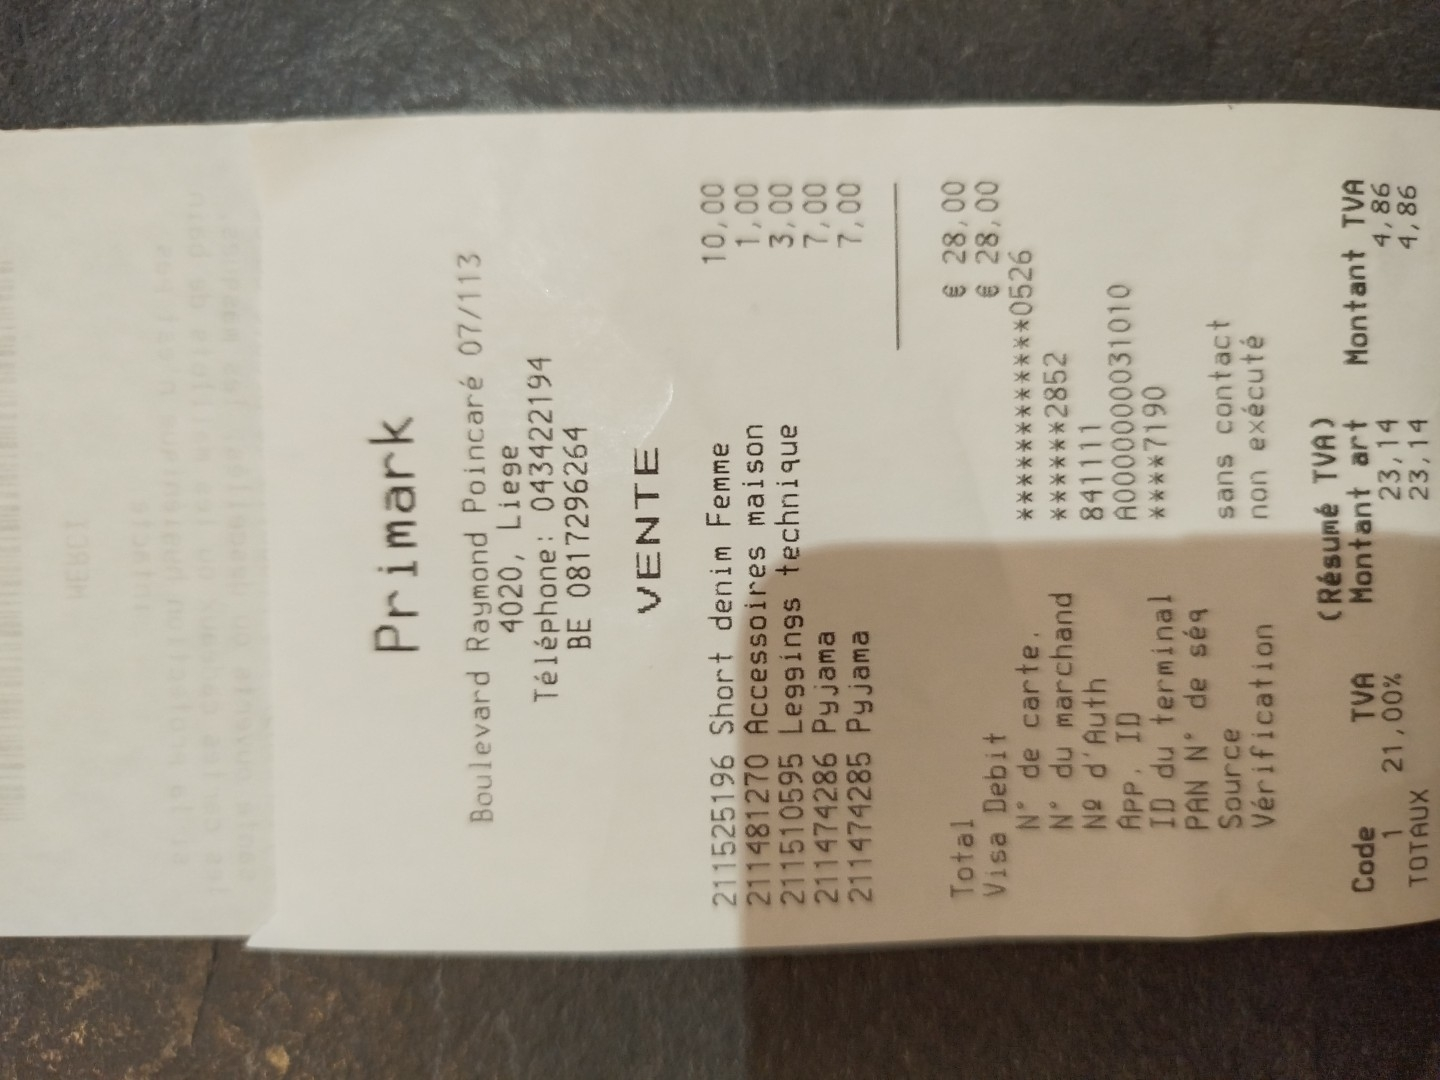 Primark
Boulevard Raymond Poincaré 07/113
4020, Liege
Téléphone: 043422194
BE 0817296264
VENTE
211525196 Short denim Femme 10,00
211481270 Accessoires maison 1,00
211510595 Leggings technique 3,00
211474286 Pyjama 7,00
211474285 Pyjama 7,00
Total € 28,00
Visa Debit € 28,00
N° de carte. ************0526
N° du marchand ******2852
Nº d'Auth 841111
APP. ID A0000000031010
ID du terminal ****7190
PAN N° de séq
Source sans contact
Vérification non exécuté
(Résumé TVA)
Code TVA Montant art Montant TVA
1 21,00% 23,14 4,86
TOTAUX 23,14 4,86
MERCI